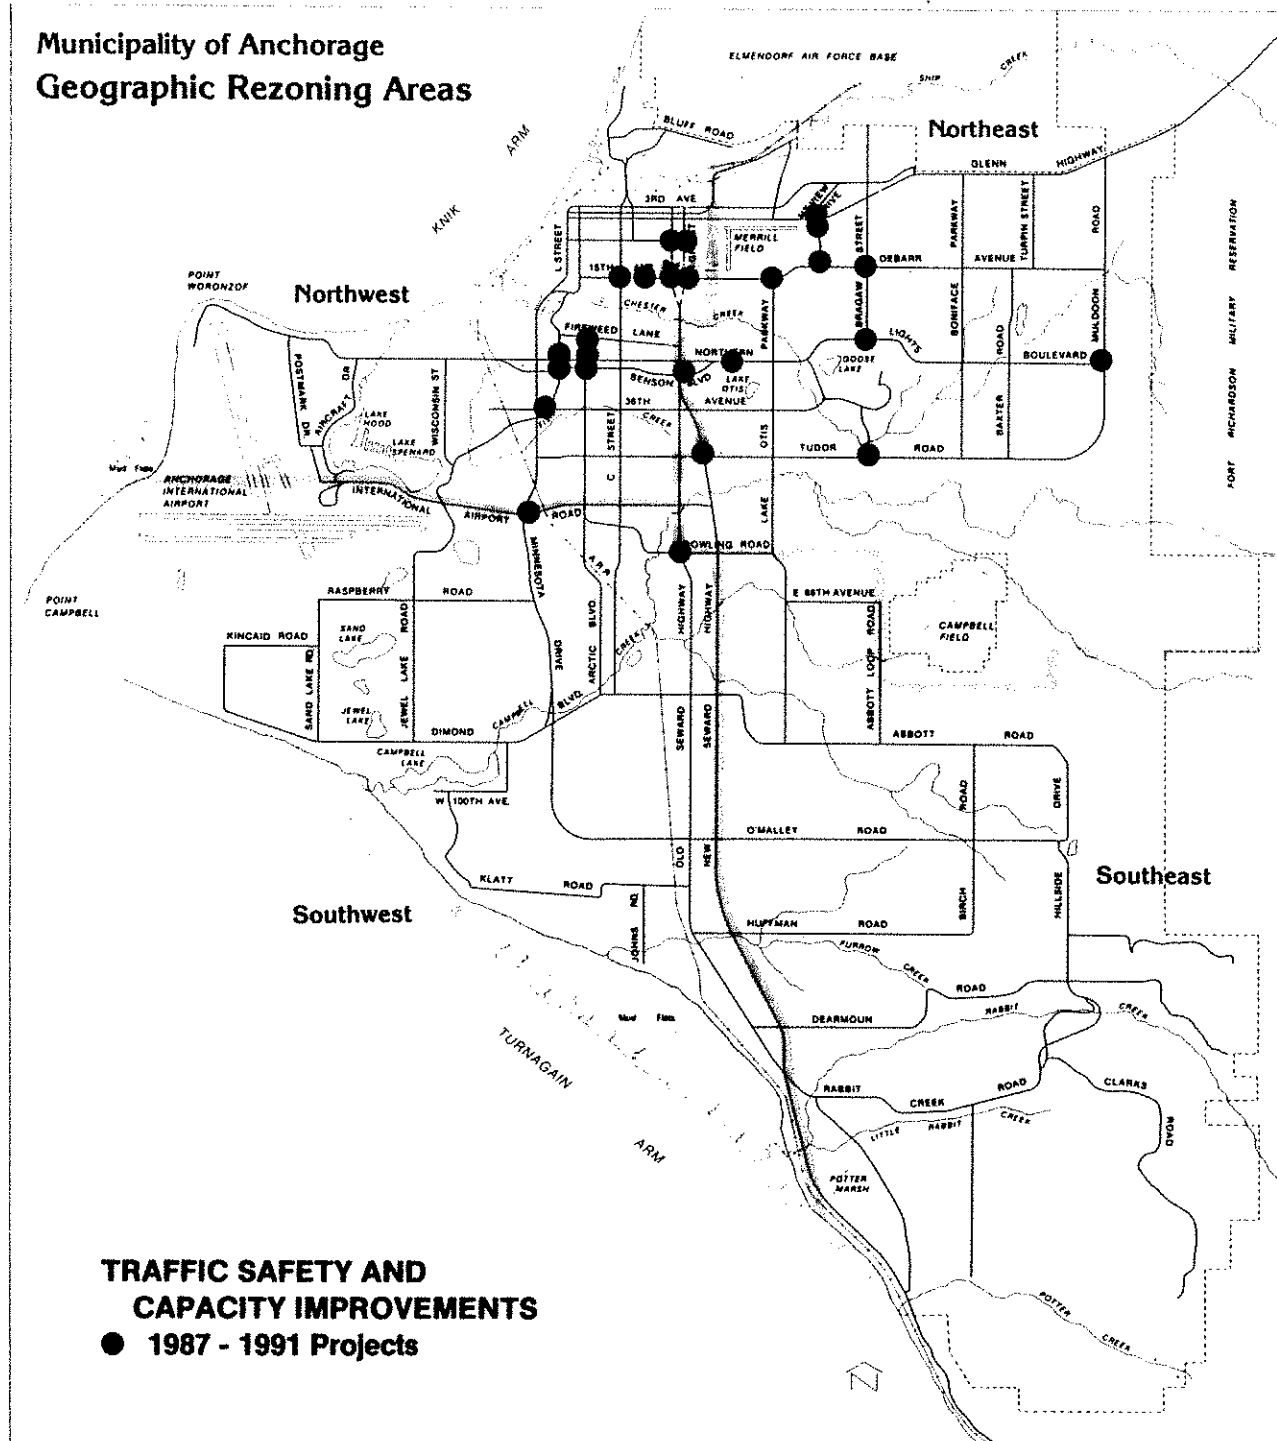 Municipality of Anchorage
Geographic Rezoning Areas
ELMENDORF AIR FORCE BASE
SHIP CREEK
BLUFF ROAD
Northeast
GLENN HIGHWAY
KNIK ARM
3RD AVE
L STREET
MERRILL FIELD
15TH
DEBARR AVENUE
BRAGAW STREET
BONIFACE PARKWAY
TURPIN STREET
MULDOON ROAD
FORT RICHARDSON MILITARY RESERVATION
POINT WORONZOF
Northwest
CHESTER CREEK
FIREWEED LANE
NORTHERN LIGHTS BOULEVARD
BENSON BLVD
LAKE OTIS
GOOSE LAKE
BAXTER ROAD
36TH AVENUE
CREEK
POSTMARK DR
AIRCRAFT DR
WISCONSIN ST
LAKE HOOD
LAKE SPENARD
C STREET
LAKE OTIS PARKWAY
TUDOR ROAD
Mud Flats
ANCHORAGE INTERNATIONAL AIRPORT
INTERNATIONAL AIRPORT ROAD
MINNESOTA DRIVE
A.R.R.
OWLING ROAD
POINT CAMPBELL
RASPBERRY ROAD
KINCAID ROAD
SAND LAKE
SAND LAKE RD
JEWEL LAKE
JEWEL LAKE ROAD
ARCTIC BLVD
E 68TH AVENUE
ABBOTT LOOP ROAD
CAMPBELL FIELD
DIMOND BLVD.
CAMPBELL CREEK
CAMPBELL LAKE
OLD SEWARD HIGHWAY
NEW SEWARD HIGHWAY
ABBOTT ROAD
W 100TH AVE.
O'MALLEY ROAD
BIRCH ROAD
HILLSIDE DRIVE
KLATT ROAD
Southwest
Southeast
JOHNS RD.
HUFFMAN ROAD
FURROW CREEK
Mud Flats
DEARMOUN ROAD
RABBIT CREEK
TURNAGAIN ARM
RABBIT CREEK ROAD
CLARKS ROAD
LITTLE RABBIT CREEK
POTTER MARSH
POTTER CREEK
TRAFFIC SAFETY AND
CAPACITY IMPROVEMENTS
1987 - 1991 Projects
N